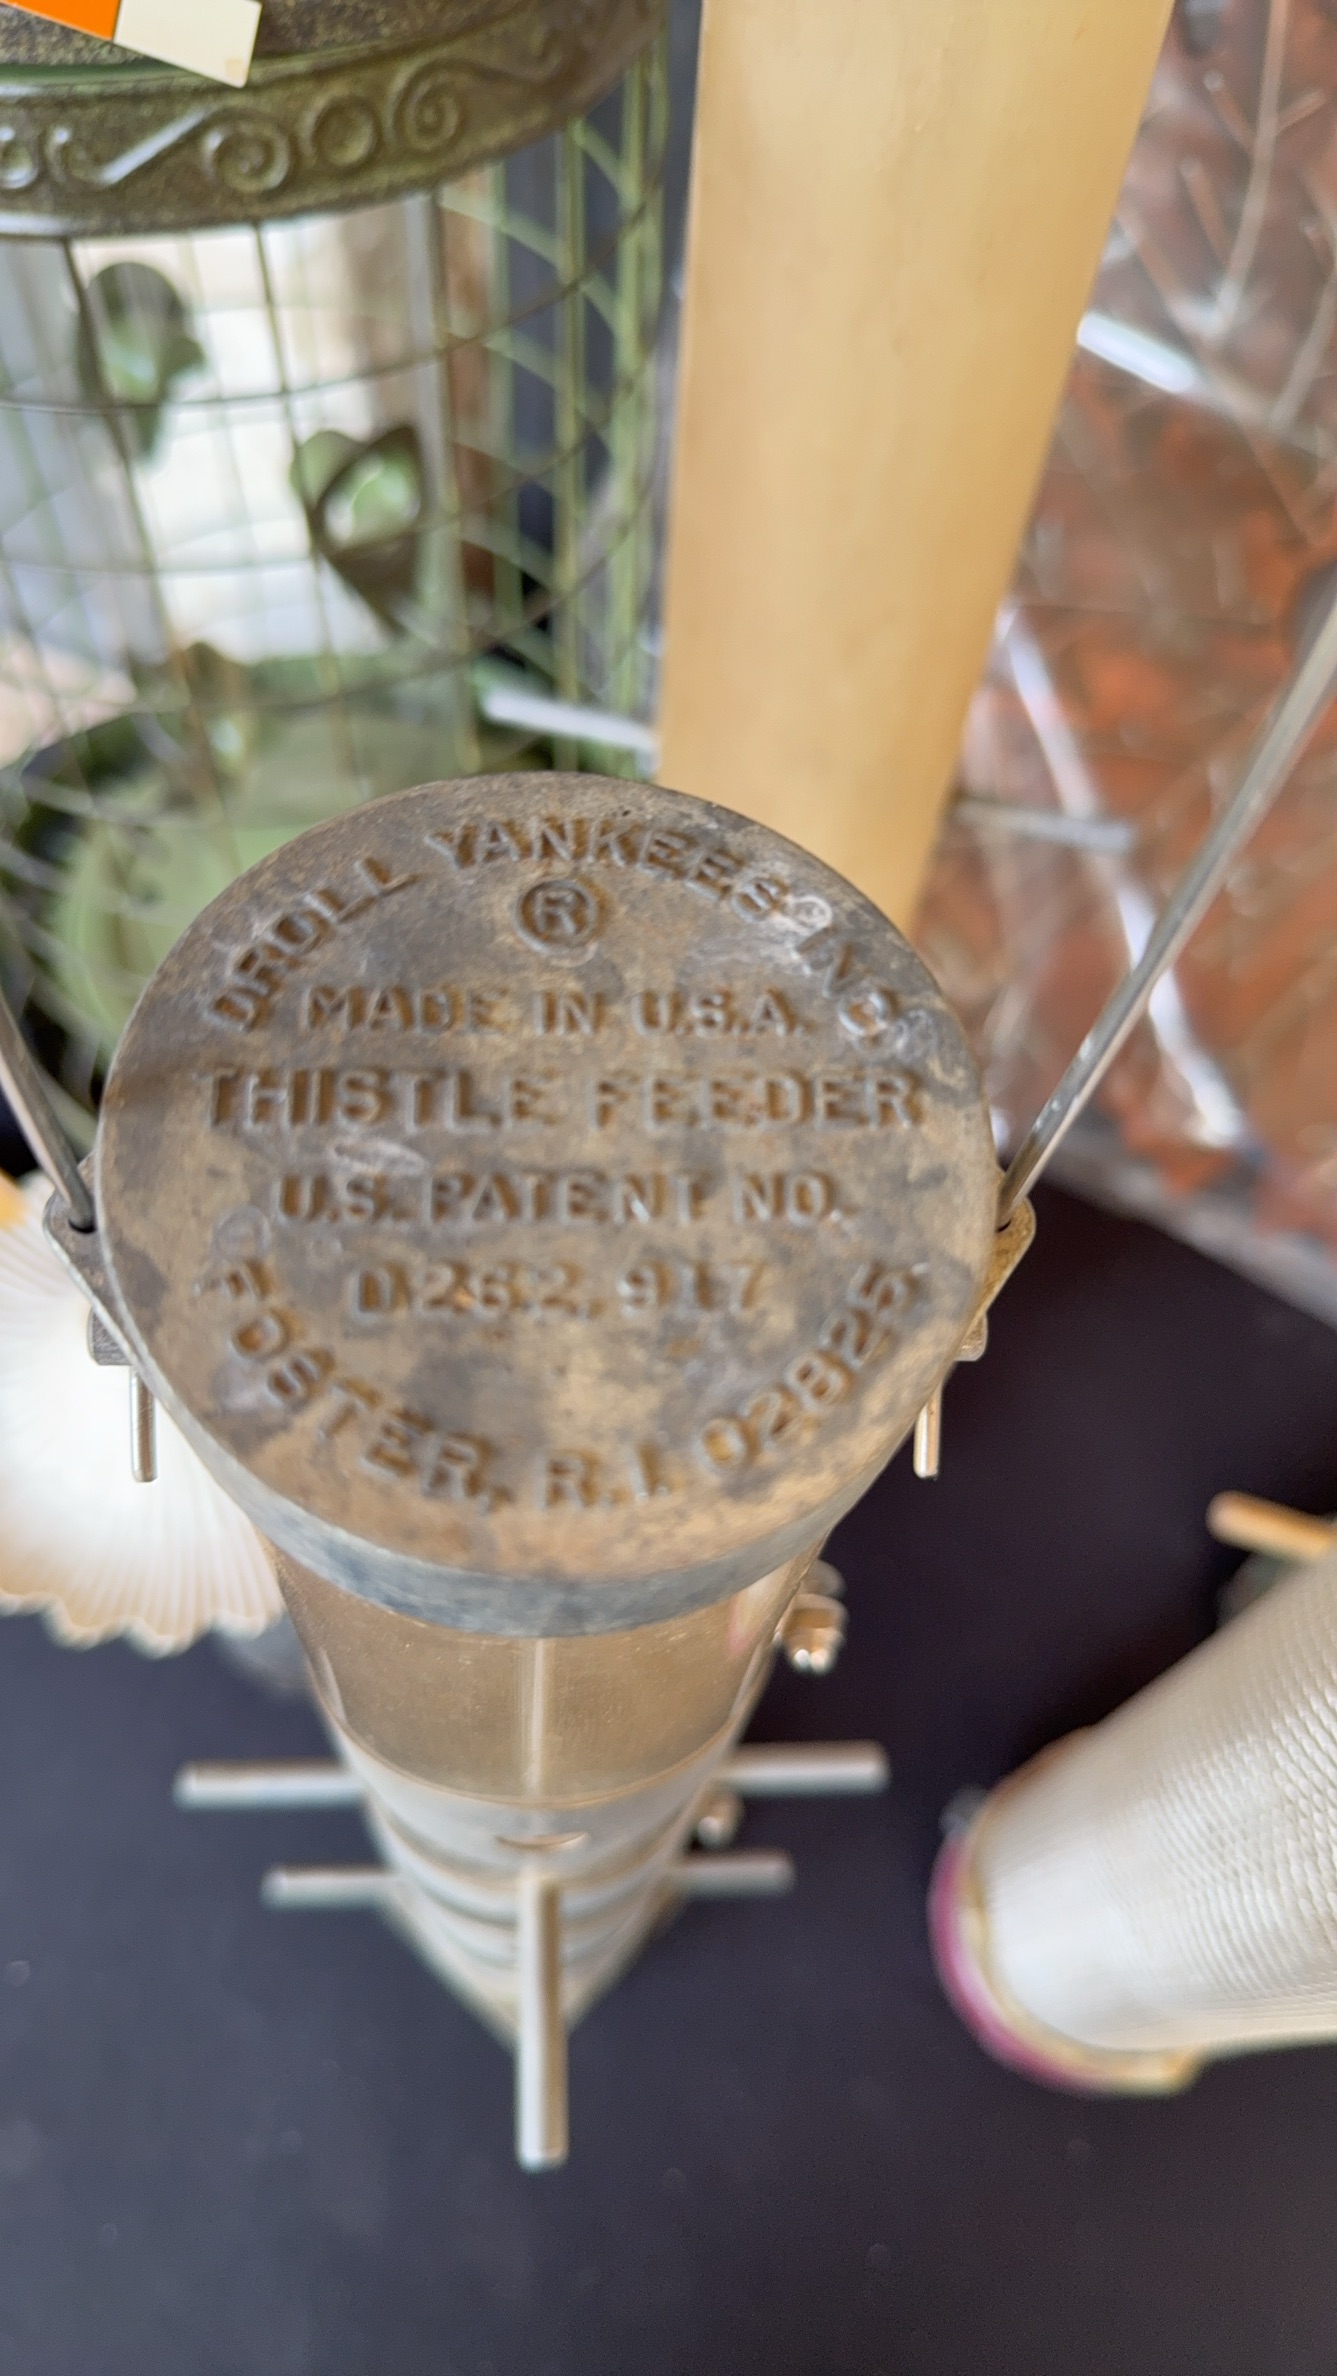 DROLL YANKEES INC.
®
MADE IN U.S.A.
THISTLE FEEDER
U.S. PATENT NO.
D262,917
FOSTER, R.I. 02825